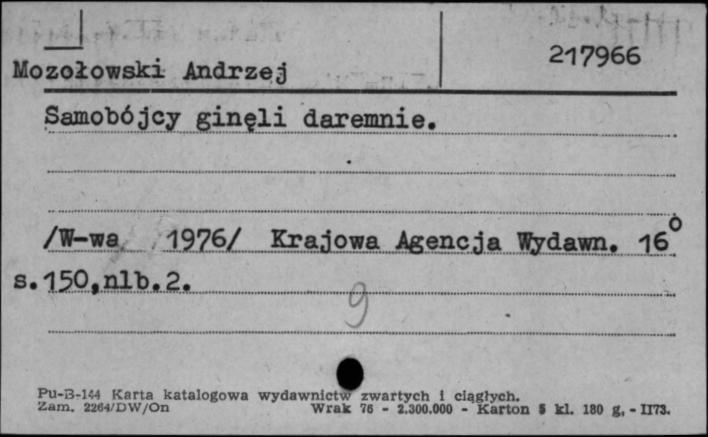 217966
Mozołowski Andrzej
Samobójcy ginęli daremnie.
/W-wa 1976/ Krajowa Agencja Wydawn. 16°
s.150,nlb.2.
9
Pu-B-144 Karta katalogowa wydawnictw zwartych i ciągłych.
Zam. 2264/DW/On Wrak 76 - 2.300.000 - Karton 5 kl. 180 g. - II73.